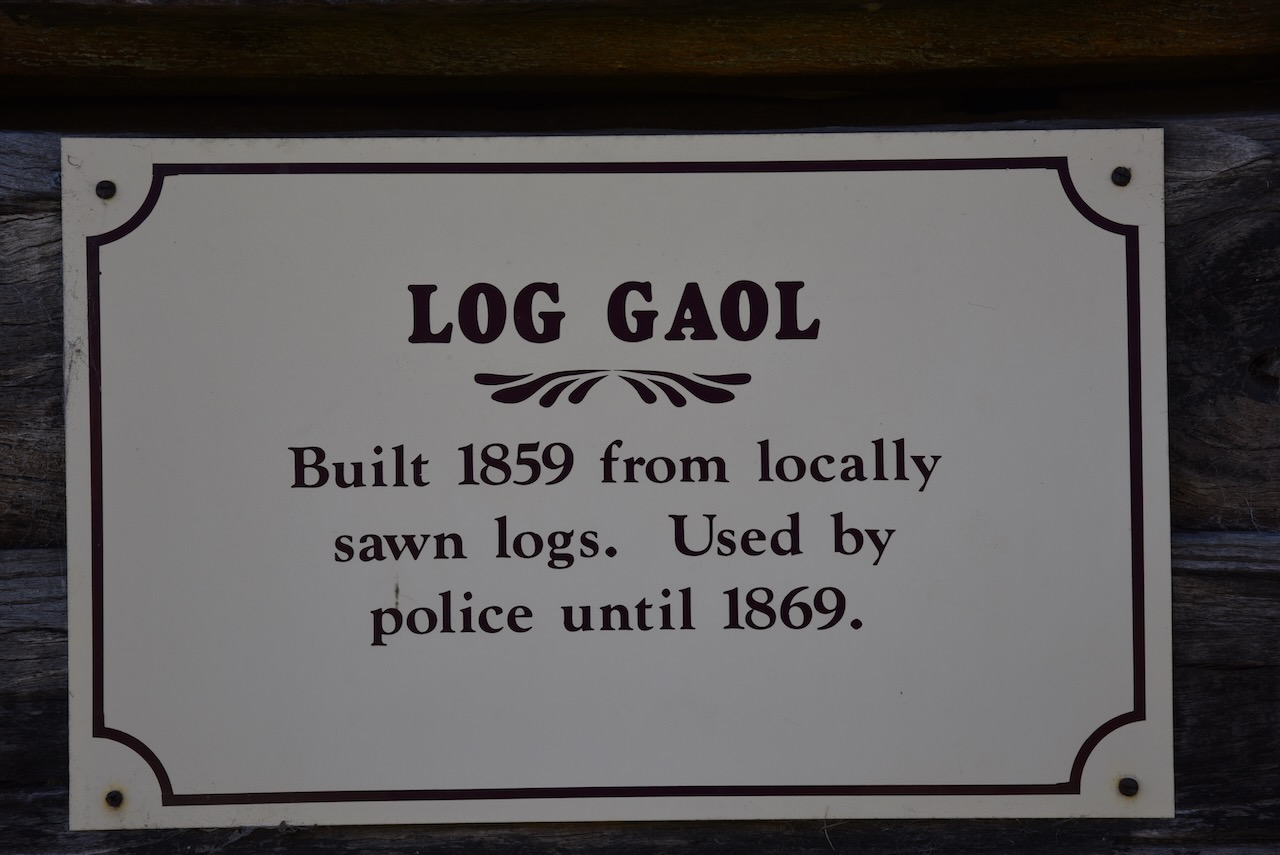 LOG GAOL
Built 1859 from locally
sawn logs. Used by
police until 1869.